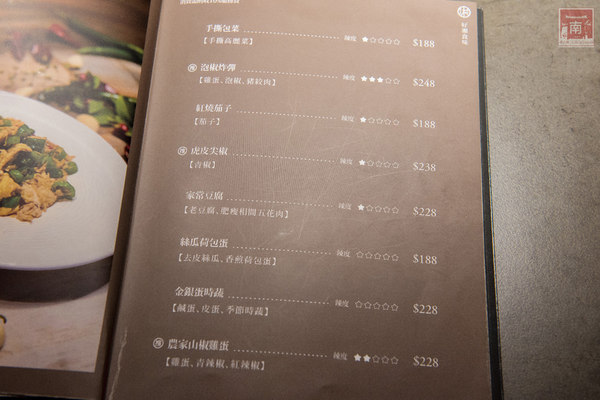 手撕包菜 辣度 ★☆☆☆☆ $188
【手撕高麗菜】
泡椒炸彈 辣度 ★★★☆☆ $248
【雞蛋、泡椒、豬絞肉】
紅燒茄子 辣度 ★☆☆☆☆ $188
【茄子】
虎皮尖椒 辣度 ★☆☆☆☆ $238
【青椒】
家常豆腐 辣度 ★☆☆☆☆ $228
【老豆腐、肥瘦相間五花肉】
絲瓜荷包蛋 辣度 ☆☆☆☆☆ $188
【去皮絲瓜、香煎荷包蛋】
金銀蛋時蔬 辣度 ☆☆☆☆☆ $228
【鹹蛋、皮蛋、季節時蔬】
農家山椒雞蛋 辣度 ★★☆☆☆ $228
【雞蛋、青辣椒、紅辣椒】
南